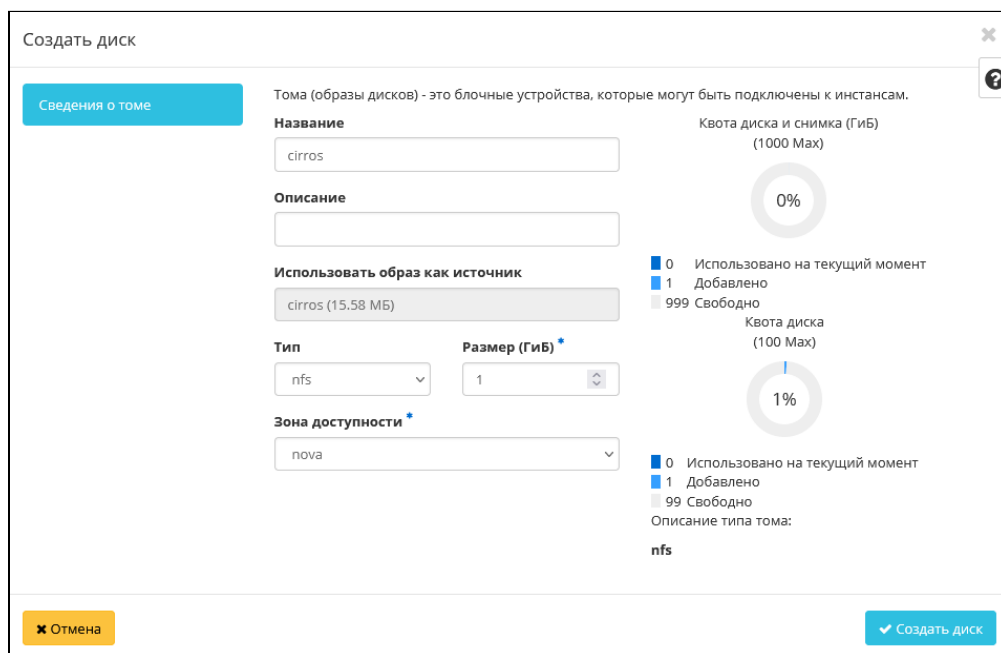 Создать диск
Сведения о томе
Тома (образы дисков) - это блочные устройства, которые могут быть подключены к инстансам.
Название
cirros
Описание
Использовать образ как источник
cirros (15.58 МБ)
Тип
Размер (ГиБ) *
nfs
1
Зона доступности *
nova
Квота диска и снимка (ГиБ)
(1000 Max)
0%
0 Использовано на текущий момент
1 Добавлено
999 Свободно
Квота диска
(100 Max)
1%
0 Использовано на текущий момент
1 Добавлено
99 Свободно
Описание типа тома:
nfs
✖ Отмена
✔ Создать диск